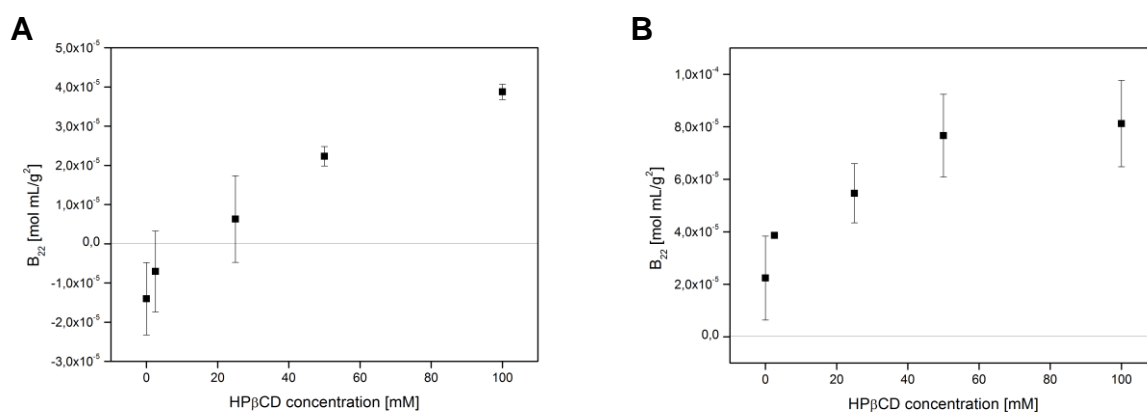 A
5,0x10⁻⁵
4,0x10⁻⁵
3,0x10⁻⁵
2,0x10⁻⁵
1,0x10⁻⁵
0,0
-1,0x10⁻⁵
-2,0x10⁻⁵
-3,0x10⁻⁵
B₂₂ [mol mL/g²]
0 20 40 60 80 100
HPβCD concentration [mM]
B
1,0x10⁻⁴
8,0x10⁻⁵
6,0x10⁻⁵
4,0x10⁻⁵
2,0x10⁻⁵
0,0
B₂₂ [mol mL/g²]
0 20 40 60 80 100
HPβCD concentration [mM]